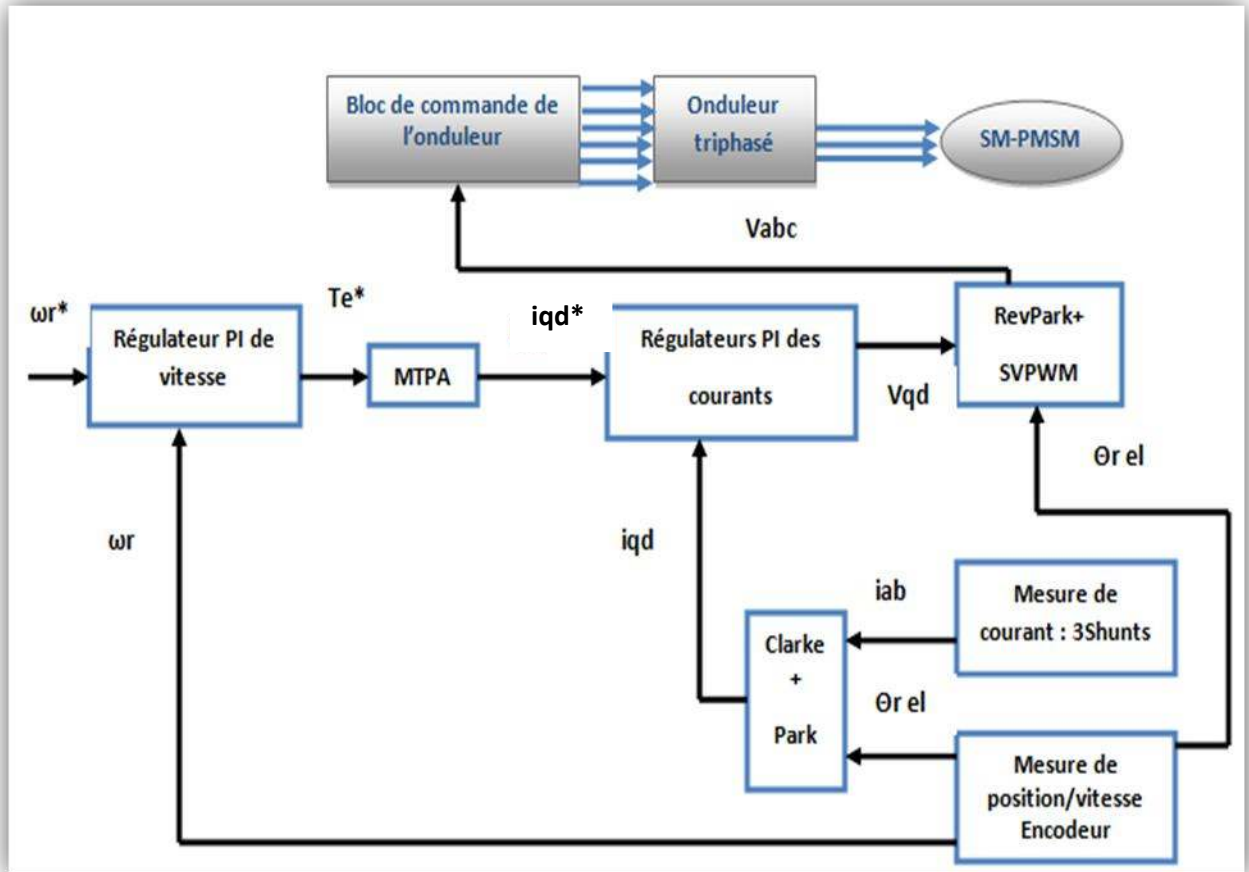 Bloc de commande de
l'onduleur
Onduleur
triphasé
SM-PMSM
Vabc
ωr*
Régulateur PI de
vitesse
Te*
MTPA
iqd*
Régulateurs PI des
courants
Vqd
RevPark+
SVPWM
Θr el
ωr
iqd
iab
Mesure de
courant : 3Shunts
Clarke
+
Park
Θr el
Mesure de
position/vitesse
Encodeur